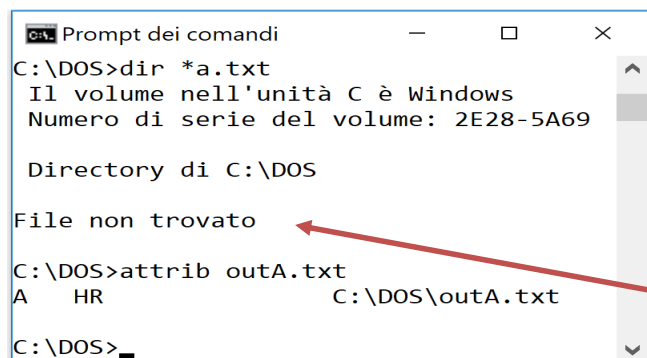 Prompt dei comandi
C:\DOS>dir *a.txt
 Il volume nell'unità C è Windows
 Numero di serie del volume: 2E28-5A69

 Directory di C:\DOS

File non trovato

C:\DOS>attrib outA.txt
A    HR               C:\DOS\outA.txt

C:\DOS>